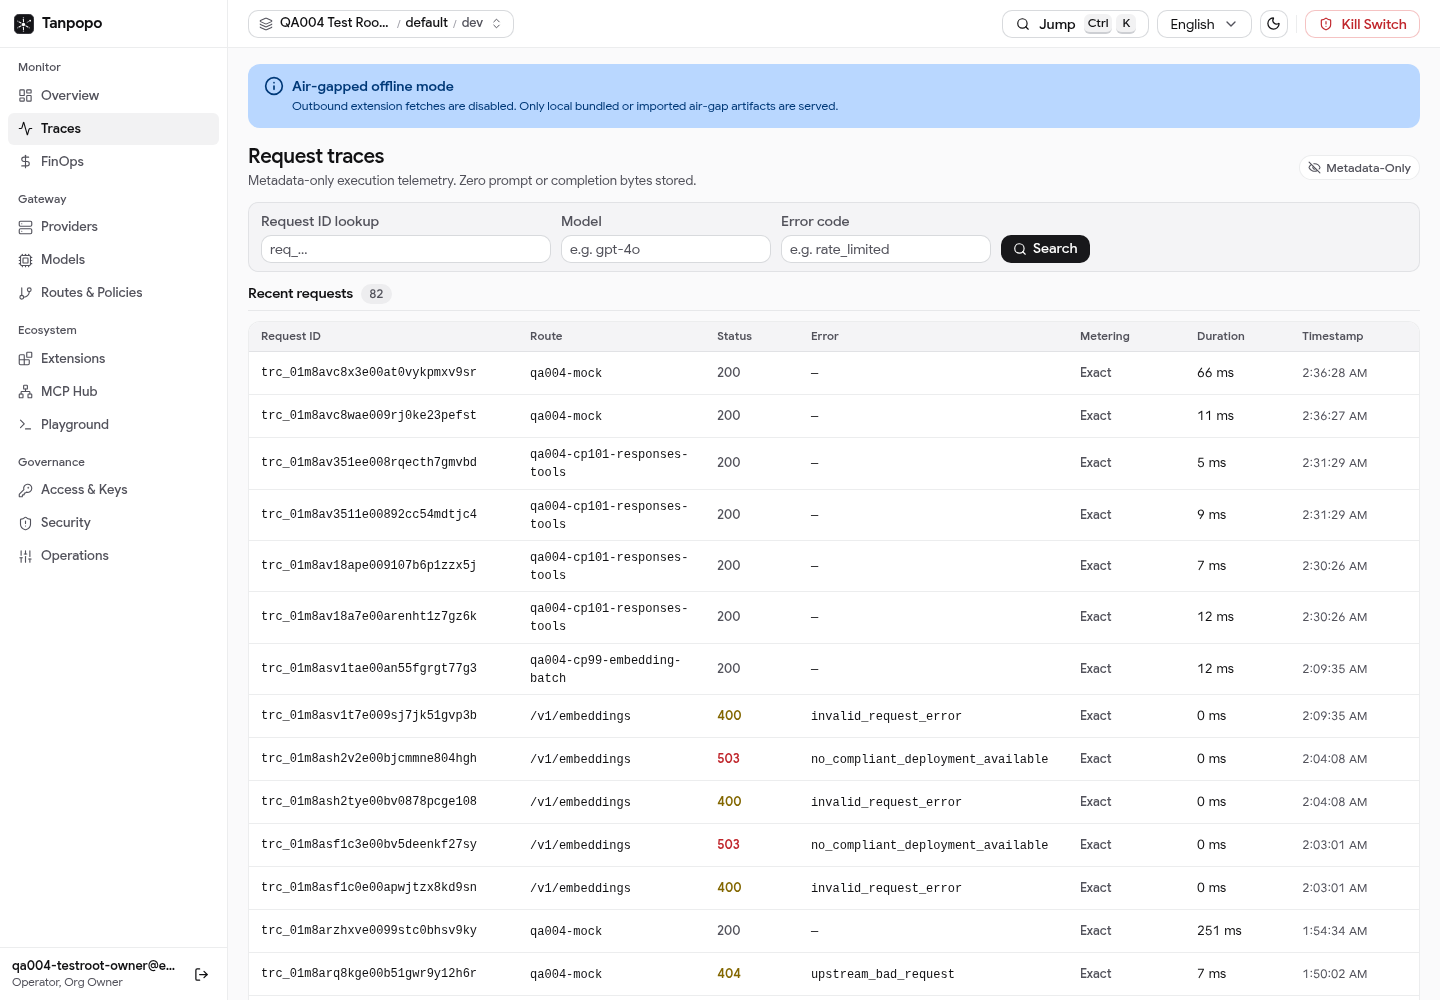 Tanpopo
QA004 Test Roo... / default / dev
Jump Ctrl K
English
Kill Switch
Monitor
Overview
Traces
FinOps
Gateway
Providers
Models
Routes & Policies
Ecosystem
Extensions
MCP Hub
Playground
Governance
Access & Keys
Security
Operations
qa004-testroot-owner@e...
Operator, Org Owner
Air-gapped offline mode
Outbound extension fetches are disabled. Only local bundled or imported air-gap artifacts are served.
Request traces
Metadata-only execution telemetry. Zero prompt or completion bytes stored.
Metadata-Only
Request ID lookup Model Error code
req_... e.g. gpt-4o e.g. rate_limited Search
Recent requests 82
Request ID Route Status Error Metering Duration Timestamp
trc_01m8avc8x3e00at0vykpmxv9sr qa004-mock 200 — Exact 66 ms 2:36:28 AM
trc_01m8avc8wae009rj0ke23pefst qa004-mock 200 — Exact 11 ms 2:36:27 AM
trc_01m8av351ee008rqecth7gmvbd qa004-cp101-responses-tools 200 — Exact 5 ms 2:31:29 AM
trc_01m8av3511e00892cc54mdtjc4 qa004-cp101-responses-tools 200 — Exact 9 ms 2:31:29 AM
trc_01m8av18ape009107b6p1zzx5j qa004-cp101-responses-tools 200 — Exact 7 ms 2:30:26 AM
trc_01m8av18a7e00arenht1z7gz6k qa004-cp101-responses-tools 200 — Exact 12 ms 2:30:26 AM
trc_01m8asv1tae00an55fgrgt77g3 qa004-cp99-embedding-batch 200 — Exact 12 ms 2:09:35 AM
trc_01m8asv1t7e009sj7jk51gvp3b /v1/embeddings 400 invalid_request_error Exact 0 ms 2:09:35 AM
trc_01m8ash2v2e00bjcmmne804hgh /v1/embeddings 503 no_compliant_deployment_available Exact 0 ms 2:04:08 AM
trc_01m8ash2tye00bv0878pcge108 /v1/embeddings 400 invalid_request_error Exact 0 ms 2:04:08 AM
trc_01m8asf1c3e00bv5deenkf27sy /v1/embeddings 503 no_compliant_deployment_available Exact 0 ms 2:03:01 AM
trc_01m8asf1c0e00apwjtzx8kd9sn /v1/embeddings 400 invalid_request_error Exact 0 ms 2:03:01 AM
trc_01m8arzhxve0099stc0bhsv9ky qa004-mock 200 — Exact 251 ms 1:54:34 AM
trc_01m8arq8kge00b51gwr9y12h6r qa004-mock 404 upstream_bad_request Exact 7 ms 1:50:02 AM